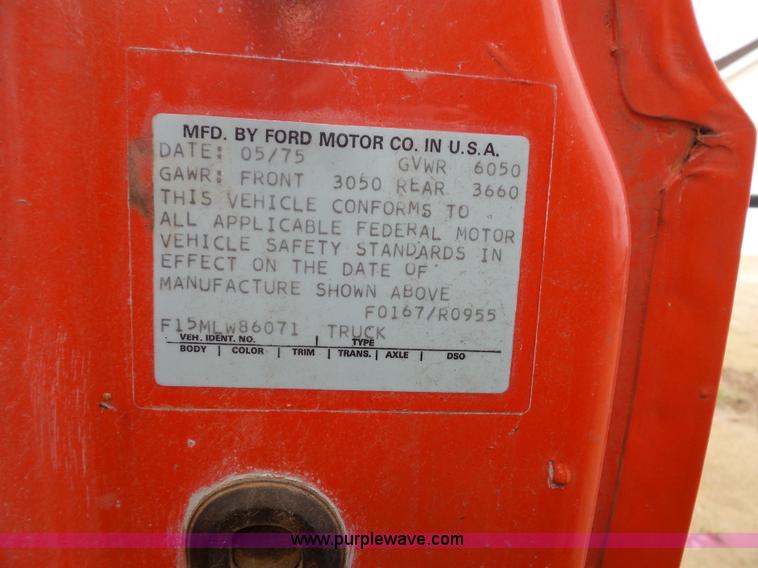 MFD. BY FORD MOTOR CO. IN U.S.A.
DATE: 05/75 GVWR 6050
GAWR: FRONT 3050 REAR 3660
THIS VEHICLE CONFORMS TO
ALL APPLICABLE FEDERAL MOTOR
VEHICLE SAFETY STANDARDS IN
EFFECT ON THE DATE OF
MANUFACTURE SHOWN ABOVE
F0167/R0955
F15MLW86071 TRUCK
VEH. IDENT. NO. TYPE
BODY COLOR TRIM TRANS. AXLE DSO
www.purplewave.com